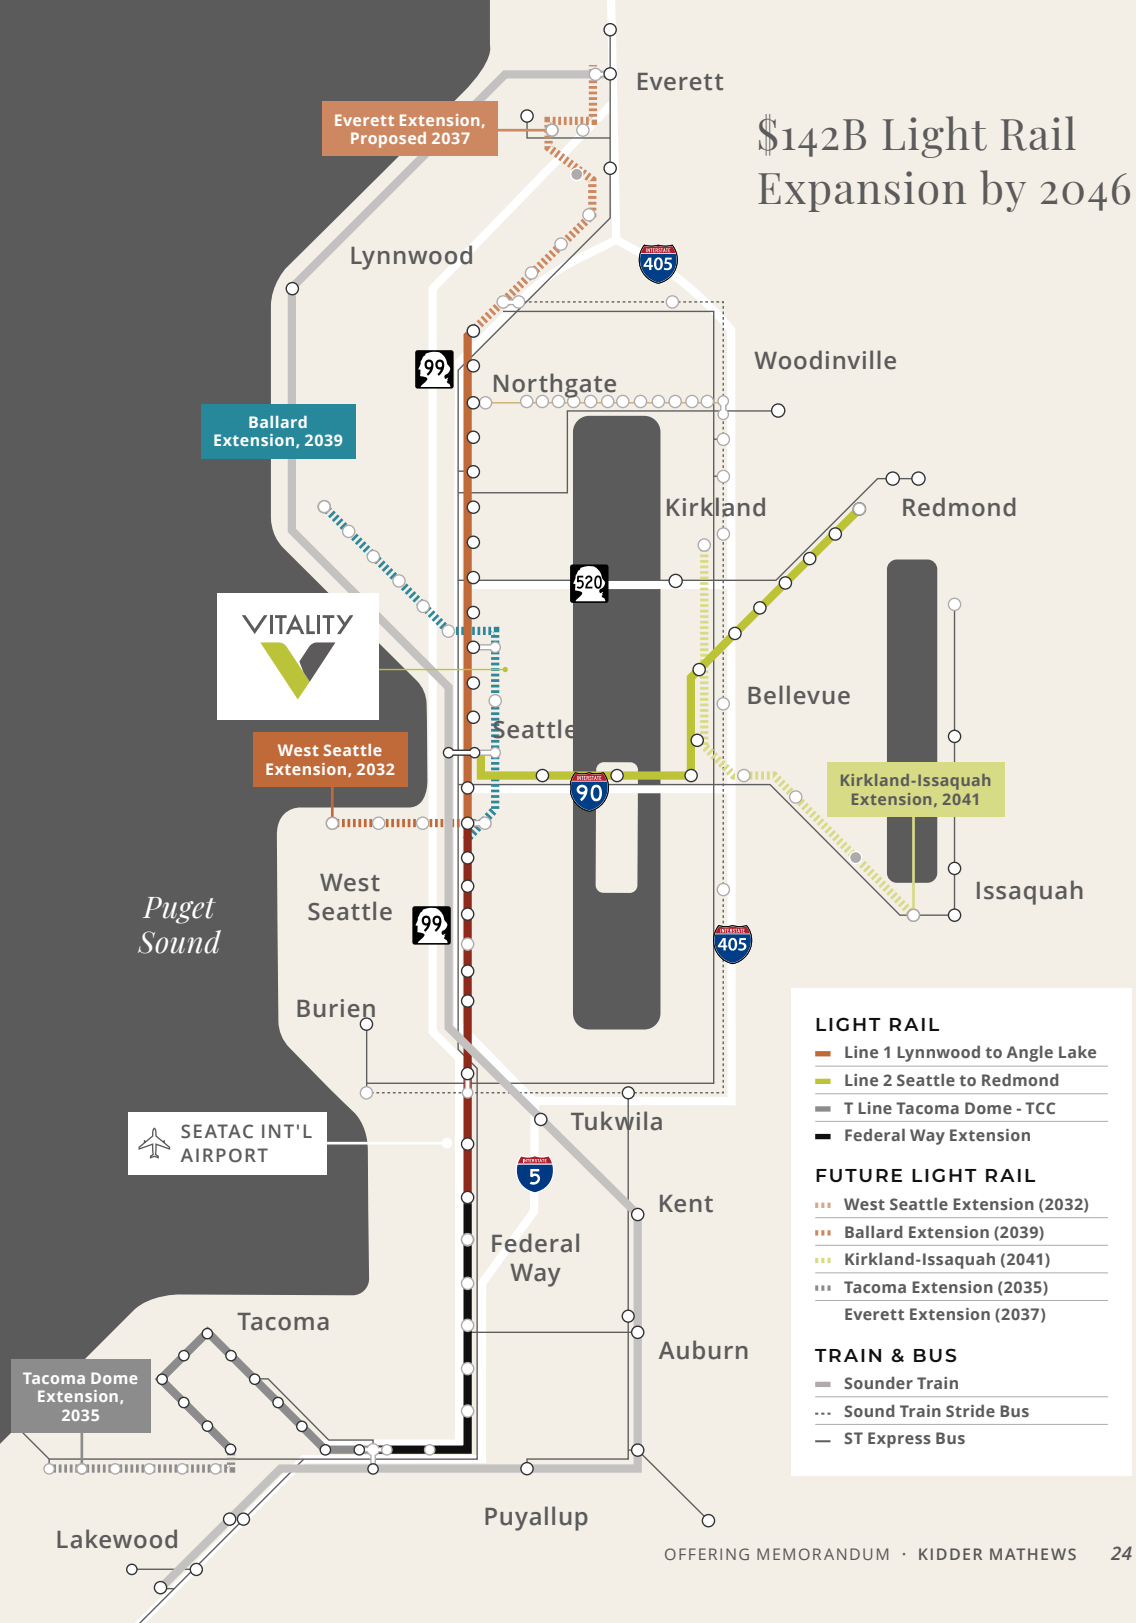 Everett
Everett Extension,
Proposed 2037
$142B Light Rail
Expansion by 2046
Lynnwood
INTERSTATE
405
Woodinville
99
Northgate
Ballard
Extension, 2039
Kirkland
Redmond
520
VITALITY
Bellevue
Seattle
West Seattle
Extension, 2032
INTERSTATE
90
Kirkland-Issaquah
Extension, 2041
West
Seattle
Issaquah
Puget
Sound
99
INTERSTATE
405
Burien
Tukwila
SEATAC INT'L
AIRPORT
INTERSTATE
5
Kent
Federal
Way
Tacoma
Auburn
Tacoma Dome
Extension,
2035
Puyallup
Lakewood
LIGHT RAIL
Line 1 Lynnwood to Angle Lake
Line 2 Seattle to Redmond
T Line Tacoma Dome - TCC
Federal Way Extension
FUTURE LIGHT RAIL
West Seattle Extension (2032)
Ballard Extension (2039)
Kirkland-Issaquah (2041)
Tacoma Extension (2035)
Everett Extension (2037)
TRAIN & BUS
Sounder Train
Sound Train Stride Bus
ST Express Bus
OFFERING MEMORANDUM · KIDDER MATHEWS 24